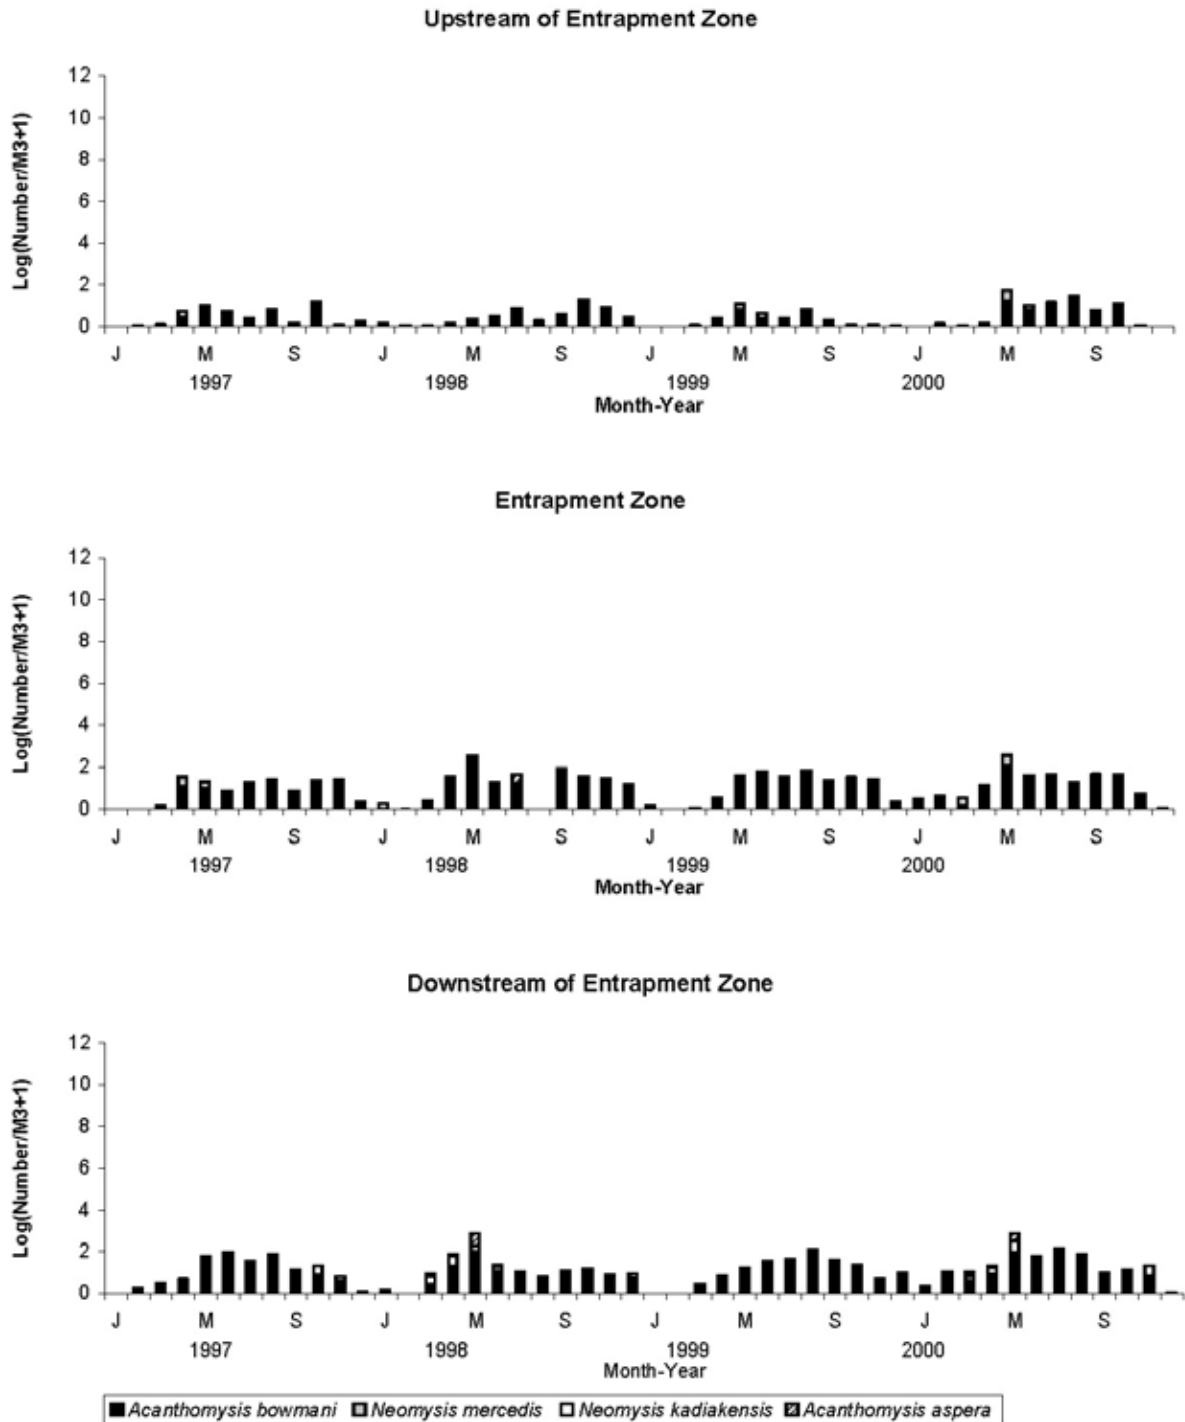 Upstream of Entrapment Zone
12
10
8
6
4
2
0
Log(Number/M3+1)
J M S J M S J M S J M S
1997 1998 1999 2000
Month-Year
Entrapment Zone
12
10
8
6
4
2
0
Log(Number/M3+1)
J M S J M S J M S J M S
1997 1998 1999 2000
Month-Year
Downstream of Entrapment Zone
12
10
8
6
4
2
0
Log(Number/M3+1)
J M S J M S J M S J M S
1997 1998 1999 2000
Month-Year
Acanthomysis bowmani Neomysis mercedis Neomysis kadiakensis Acanthomysis aspera